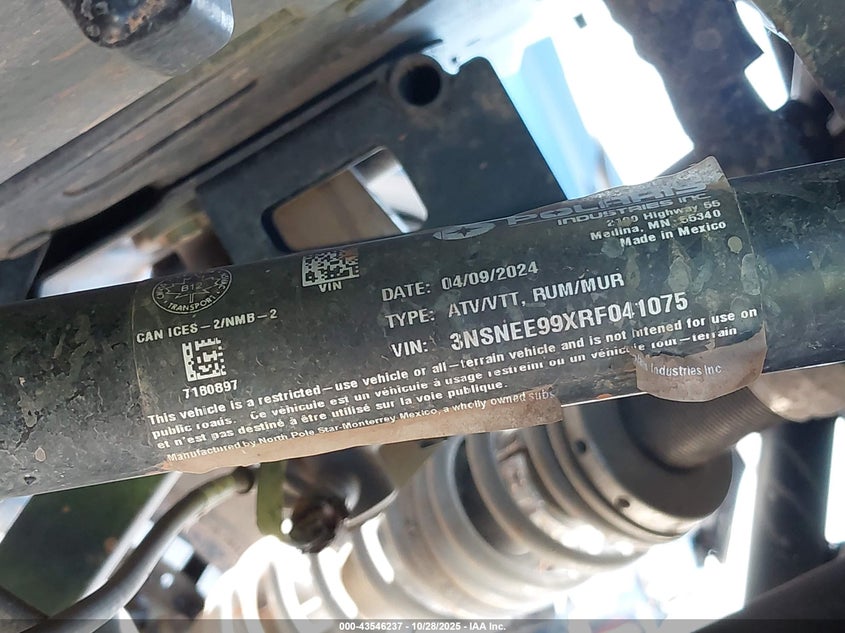 POLARIS
INDUSTRIES INC.
2100 Highway 55
Medina, MN 55340
Made in Mexico
812
TRANSPORT
VIN
CAN ICES-2/NMB-2
7180897
DATE: 04/09/2024
TYPE: ATV/VTT, RUM/MUR
VIN: 3NSNEE99XRF041075
This vehicle is a restricted-use vehicle or all-terrain vehicle and is not intended for use on
public roads. Ce véhicule est un véhicule à usage restreint ou un véhicule tout-terrain
et n'est pas destiné à être utilisé sur la voie publique.
Manufactured by North Pole Star-Monterrey Mexico, a wholly owned subs Industries Inc
000-43546237 - 10/28/2025 - IAA Inc.